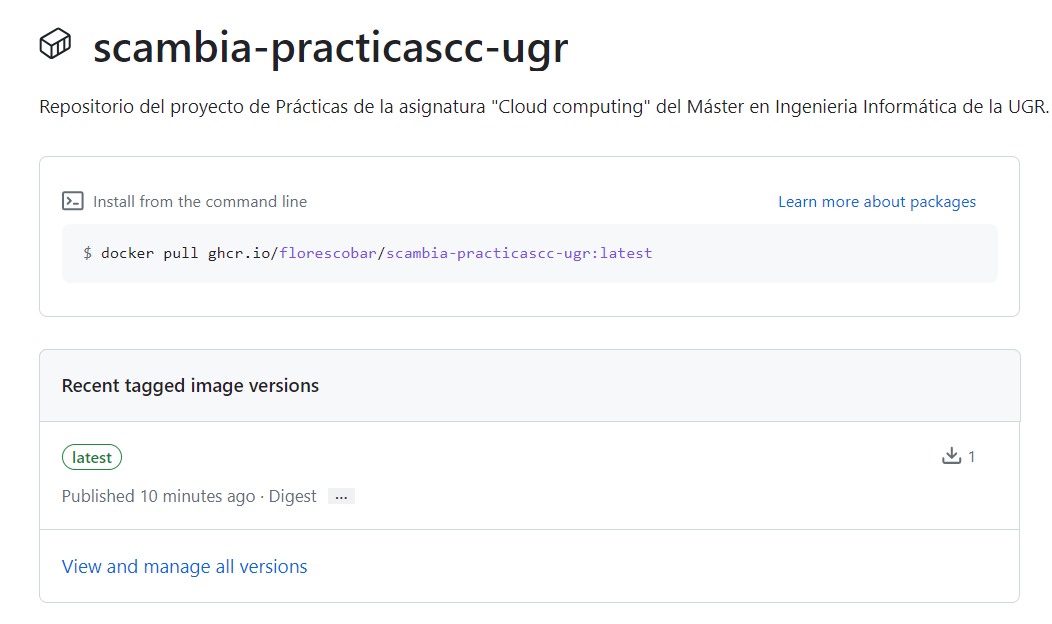 scambia-practicascc-ugr
Repositorio del proyecto de Prácticas de la asignatura "Cloud computing" del Máster en Ingenieria Informática de la UGR.
Install from the command line
Learn more about packages
$ docker pull ghcr.io/florescobar/scambia-practicascc-ugr:latest
Recent tagged image versions
latest
1
Published 10 minutes ago · Digest ...
View and manage all versions